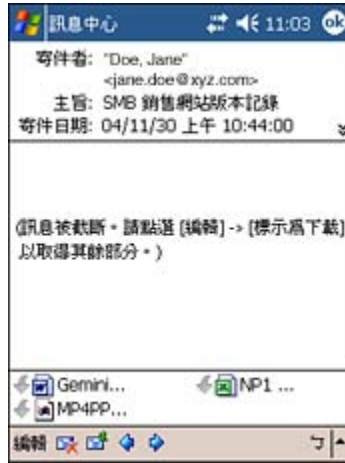 訊息中心 11:03 ok
寄件者: "Doe, Jane"
<jane.doe@xyz.com>
主旨: SMB 銷售網站版本記錄
寄件日期: 04/11/30 上午 10:44:00
(訊息被截斷。請點選 [編輯] -> [標示為下載]
以取得其餘部分。)
Gemini... NP1 ...
MP4PP...
編輯 ㄅ